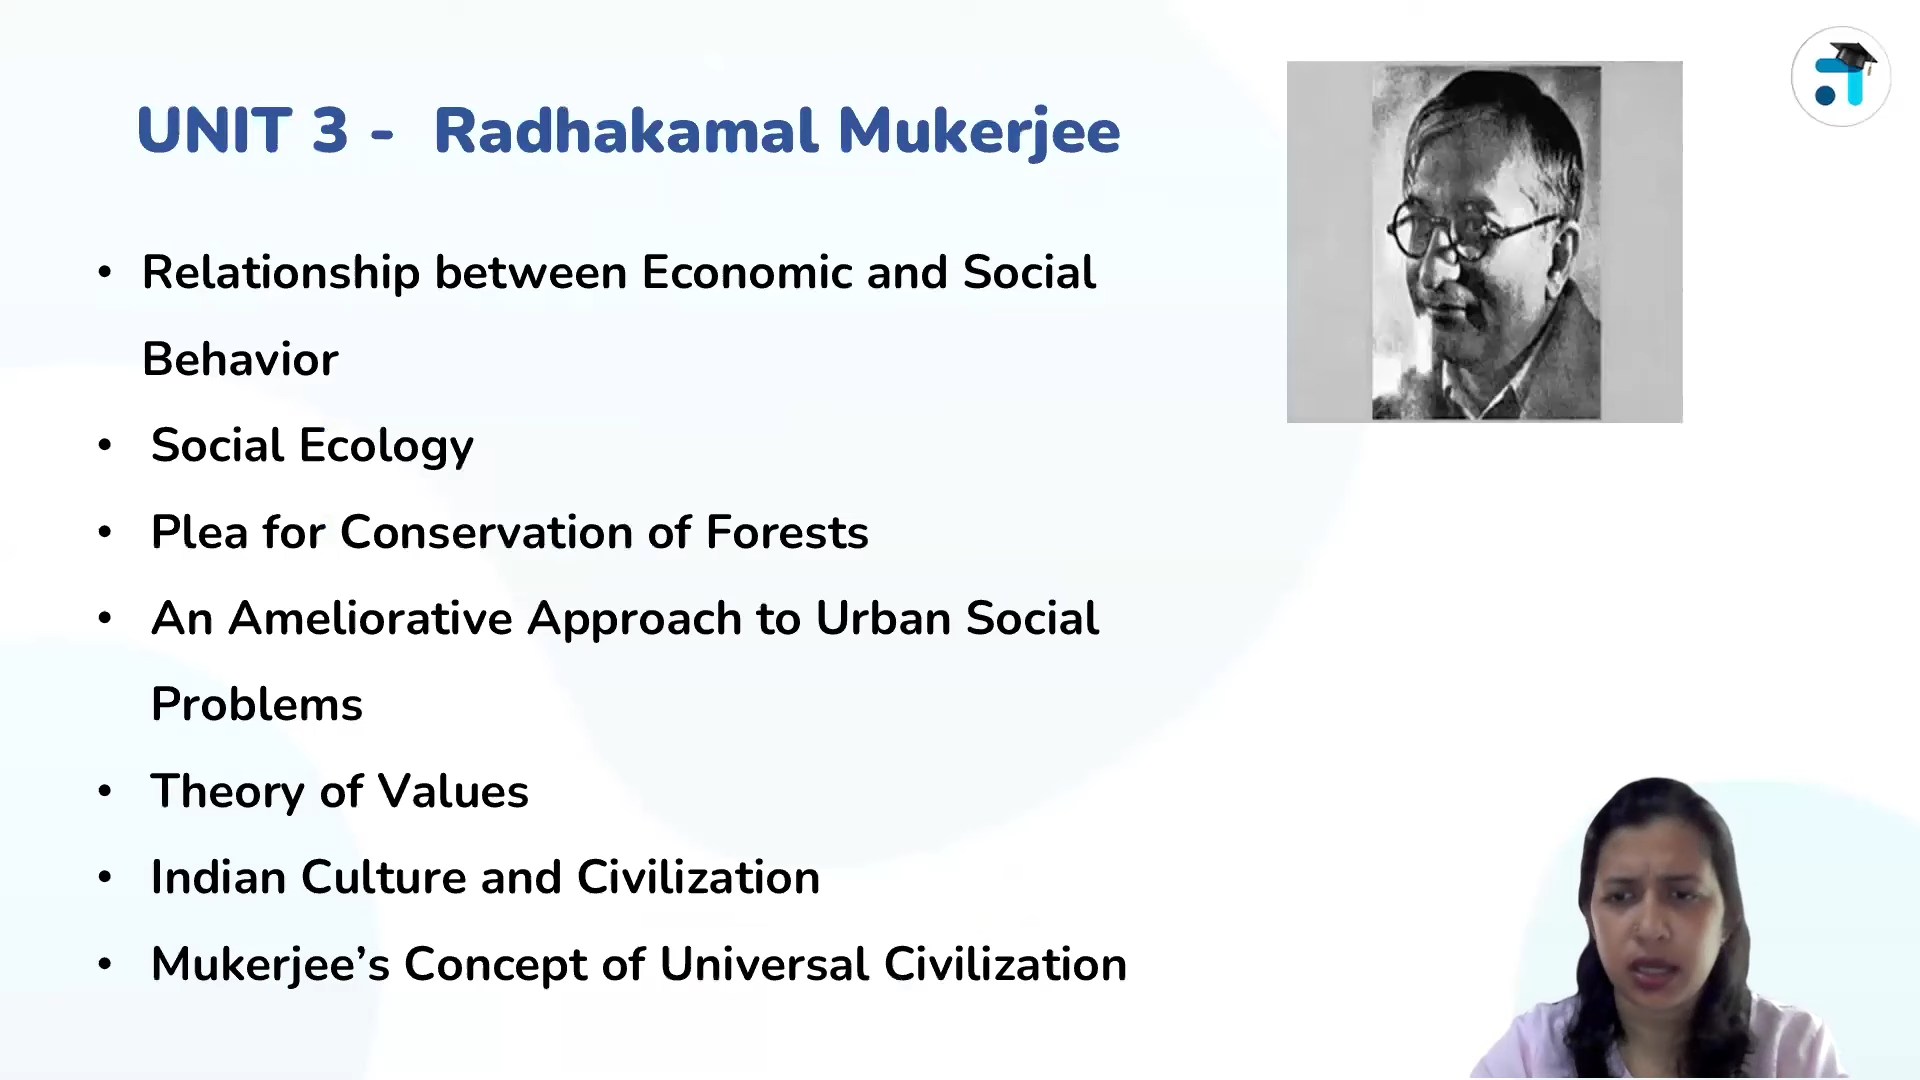 UNIT 3 - Radhakamal Mukerjee
• Relationship between Economic and Social
Behavior
• Social Ecology
• Plea for Conservation of Forests
• An Ameliorative Approach to Urban Social
Problems
• Theory of Values
• Indian Culture and Civilization
• Mukerjee’s Concept of Universal Civilization